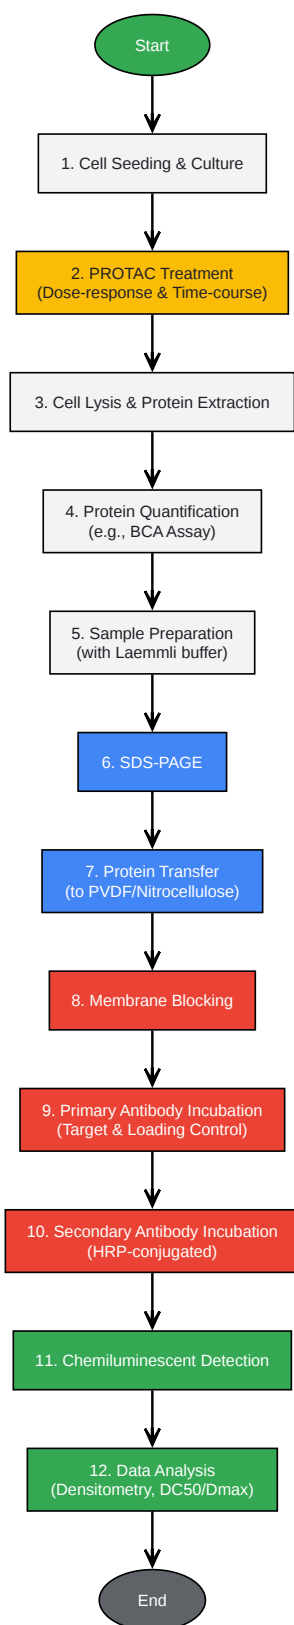 Start
1. Cell Seeding & Culture
2. PROTAC Treatment
(Dose-response & Time-course)
3. Cell Lysis & Protein Extraction
4. Protein Quantification
(e.g., BCA Assay)
5. Sample Preparation
(with Laemmli buffer)
6. SDS-PAGE
7. Protein Transfer
(to PVDF/Nitrocellulose)
8. Membrane Blocking
9. Primary Antibody Incubation
(Target & Loading Control)
10. Secondary Antibody Incubation
(HRP-conjugated)
11. Chemiluminescent Detection
12. Data Analysis
(Densitometry, DC50/Dmax)
End